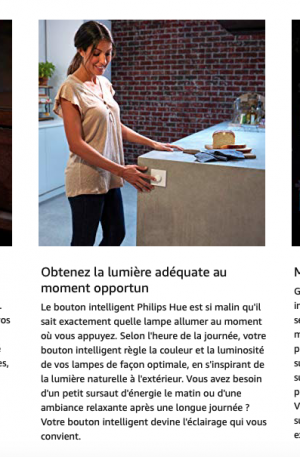 Obtenez la lumière adéquate au
moment opportun
Le bouton intelligent Philips Hue est si malin qu'il
sait exactement quelle lampe allumer au moment
où vous appuyez. Selon l'heure de la journée, votre
bouton intelligent règle la couleur et la luminosité
de vos lampes de façon optimale, en s'inspirant de
la lumière naturelle à l'extérieur. Vous avez besoin
d'un petit sursaut d'énergie le matin ou d'une
ambiance relaxante après une longue journée ?
Votre bouton intelligent devine l'éclairage qui vous
convient.